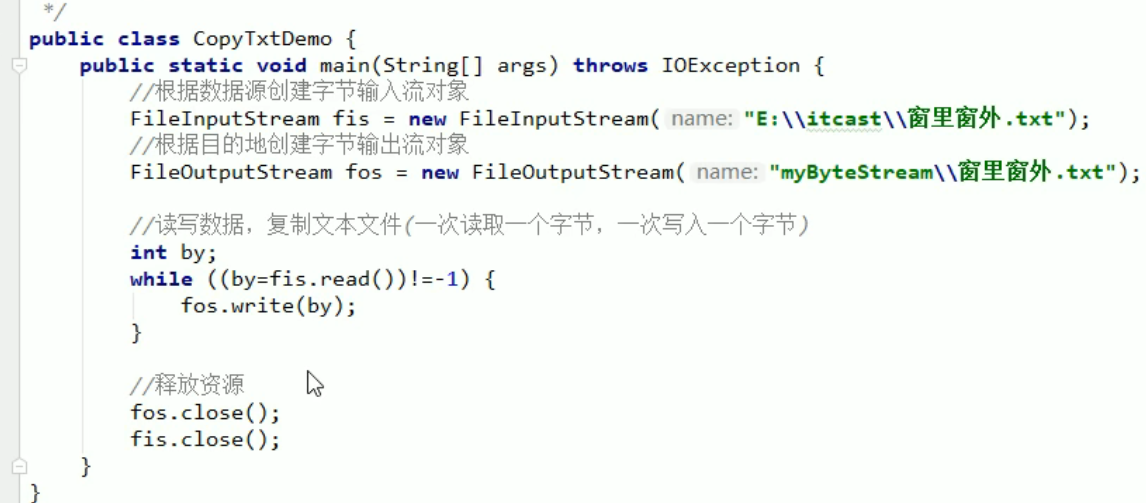 */
public class CopyTxtDemo {
public static void main(String[] args) throws IOException {
//根据数据源创建字节输入流对象
FileInputStream fis = new FileInputStream( name: "E:\\itcast\\窗里窗外.txt");
//根据目的地创建字节输出流对象
FileOutputStream fos = new FileOutputStream( name: "myByteStream\\窗里窗外.txt");
//读写数据，复制文本文件(一次读取一个字节，一次写入一个字节)
int by;
while ((by=fis.read())!=-1) {
fos.write(by);
}
//释放资源
fos.close();
fis.close();
}
}